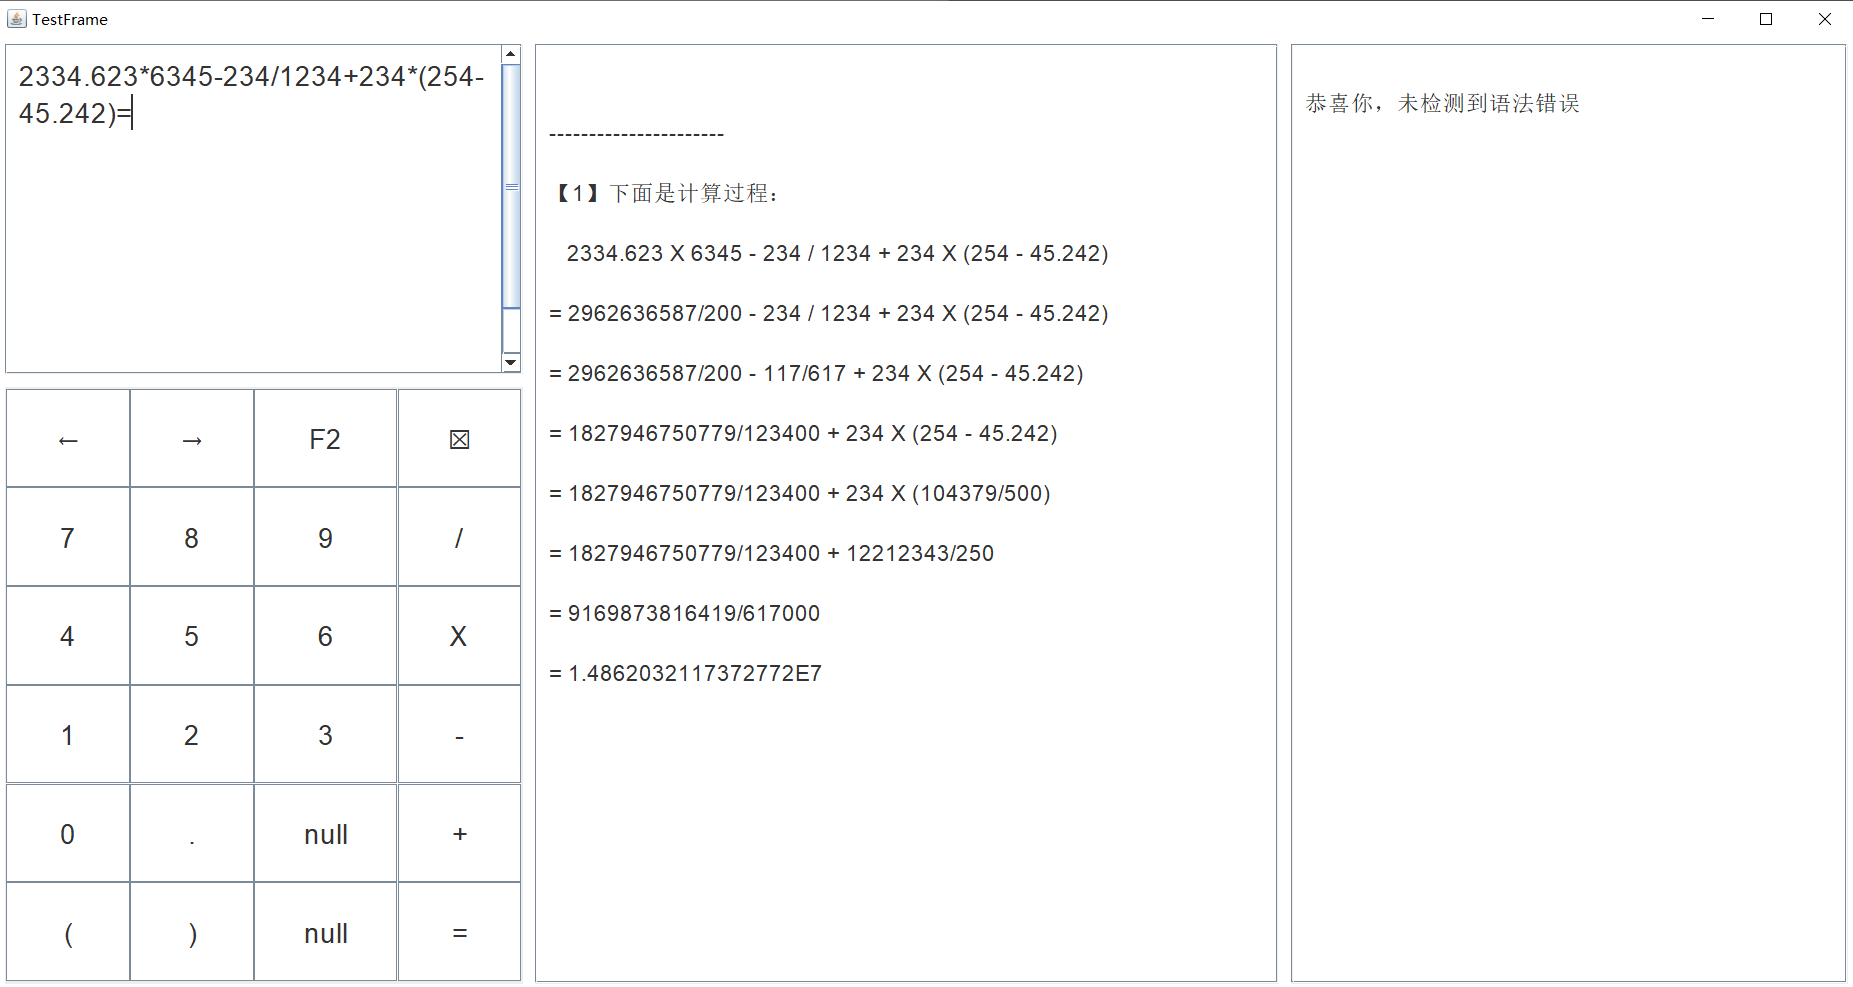 TestFrame
2334.623*6345-234/1234+234*(254-
45.242)=
← → F2 ☒
7 8 9 /
4 5 6 X
1 2 3 -
0 . null +
( ) null =
----------------------
【1】下面是计算过程：
2334.623 X 6345 - 234 / 1234 + 234 X (254 - 45.242)
= 2962636587/200 - 234 / 1234 + 234 X (254 - 45.242)
= 2962636587/200 - 117/617 + 234 X (254 - 45.242)
= 1827946750779/123400 + 234 X (254 - 45.242)
= 1827946750779/123400 + 234 X (104379/500)
= 1827946750779/123400 + 12212343/250
= 9169873816419/617000
= 1.4862032117372772E7
恭喜你，未检测到语法错误